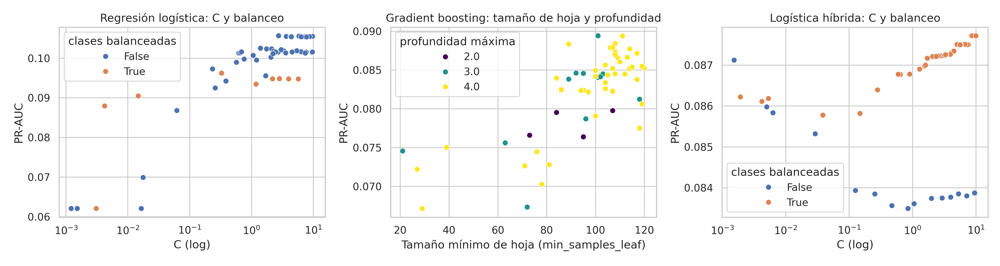 Regresión logística: C y balanceo
clases balanceadas
False
True
PR-AUC
0.10
0.09
0.08
0.07
0.06
10⁻³
10⁻²
10⁻¹
10⁰
10¹
C (log)
Gradient boosting: tamaño de hoja y profundidad
profundidad máxima
2.0
3.0
4.0
PR-AUC
0.090
0.085
0.080
0.075
0.070
20
40
60
80
100
120
Tamaño mínimo de hoja (min_samples_leaf)
Logística híbrida: C y balanceo
PR-AUC
0.087
0.086
0.085
0.084
clases balanceadas
False
True
10⁻³
10⁻²
10⁻¹
10⁰
10¹
C (log)